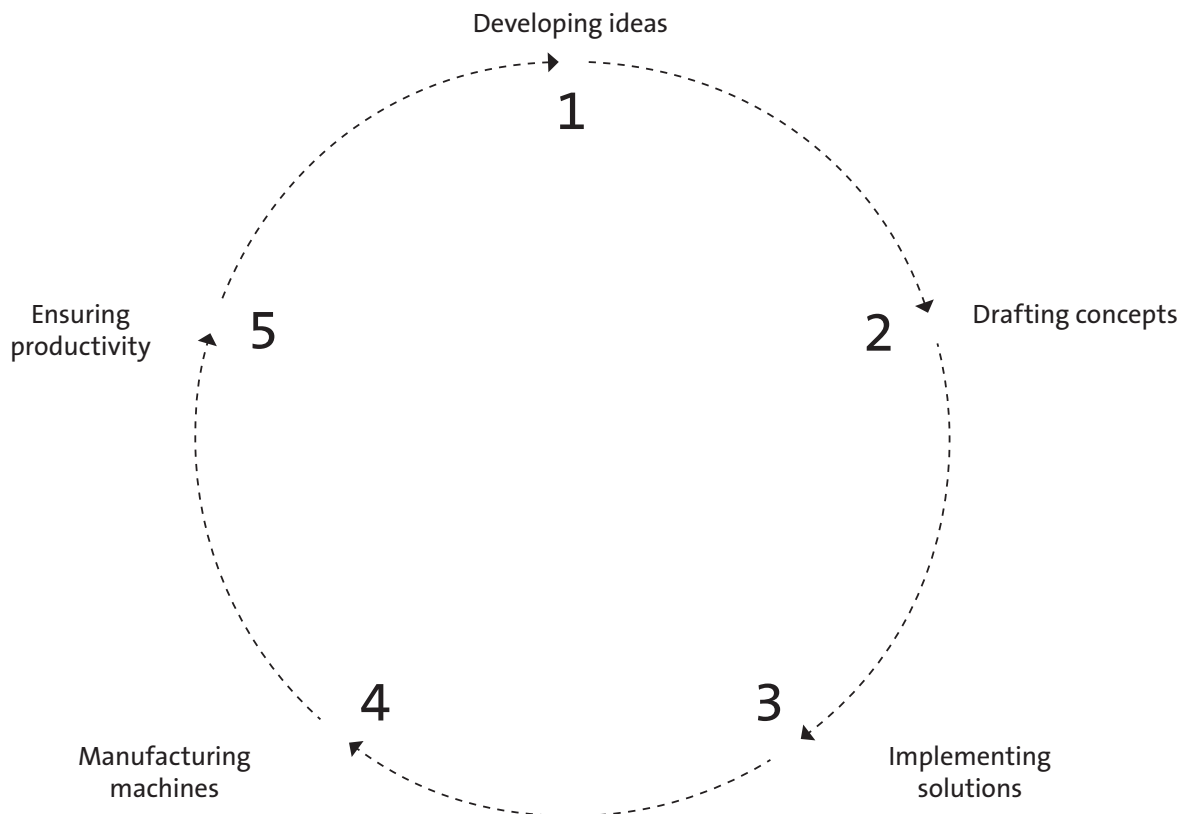 Developing ideas
1
2
Drafting concepts
3
Implementing
solutions
4
Manufacturing
machines
5
Ensuring
productivity